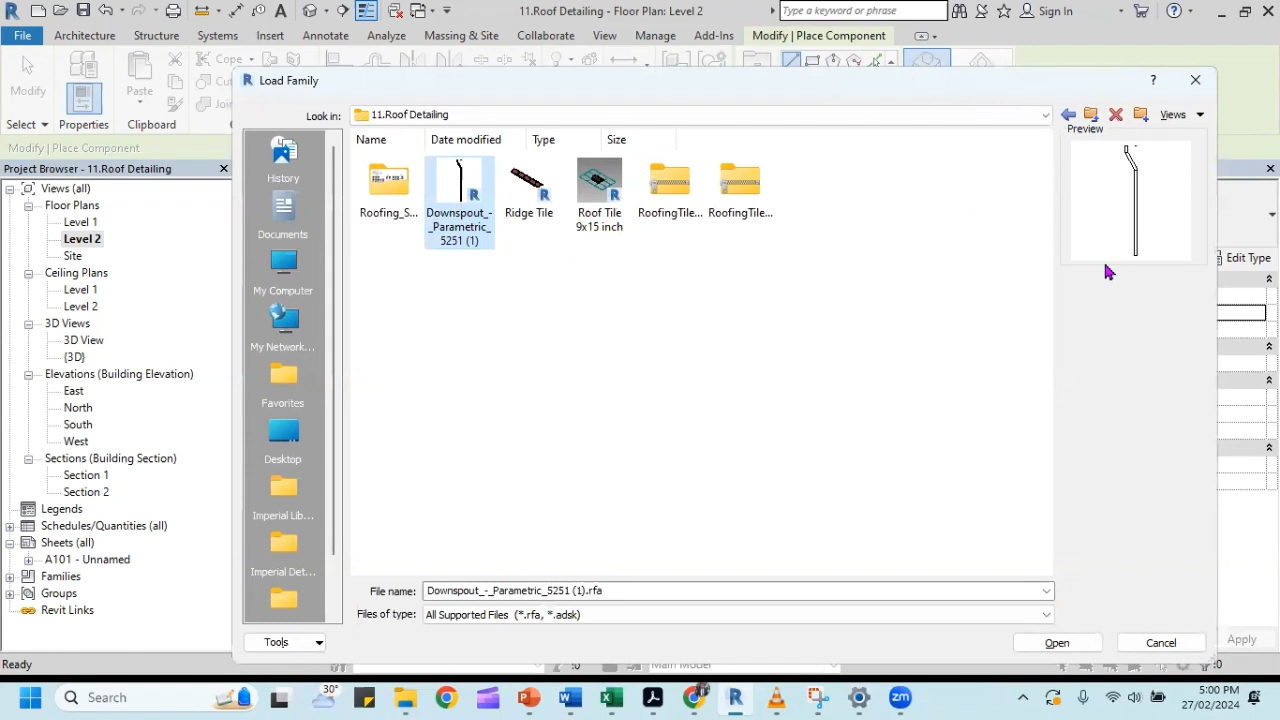 11.Roof Detailing - Floor Plan: Level 2
Type a keyword or phrase
Sign In
File
Architecture
Structure
Systems
Insert
Annotate
Analyze
Massing & Site
Collaborate
View
Manage
Add-Ins
Modify | Place Component
Modify
Select
Properties
Paste
Clipboard
Cope
Modify | Place Component
Project Browser - 11.Roof Detailing
Views (all)
Floor Plans
Level 1
Level 2
Site
Ceiling Plans
Level 1
Level 2
3D Views
3D View
{3D}
Elevations (Building Elevation)
East
North
South
West
Sections (Building Section)
Section 1
Section 2
Legends
Schedules/Quantities (all)
Sheets (all)
A101 - Unnamed
Families
Groups
Revit Links
Ready
Load Family
Look in:
11.Roof Detailing
Views
Preview
Name
Date modified
Type
Size
History
Documents
My Computer
My Network...
Favorites
Desktop
Imperial Lib...
Imperial Det...
Roofing_S...
Downspout_-
_Parametric_
5251 (1)
Ridge Tile
Roof Tile
9x15 inch
RoofingTile...
RoofingTile...
File name:
Downspout_-_Parametric_5251 (1).rfa
Files of type:
All Supported Files (*.rfa, *.adsk)
Tools
Open
Cancel
Edit Type
Apply
Main Model
:0
:0
Search
30°
5:00 PM
27/02/2024